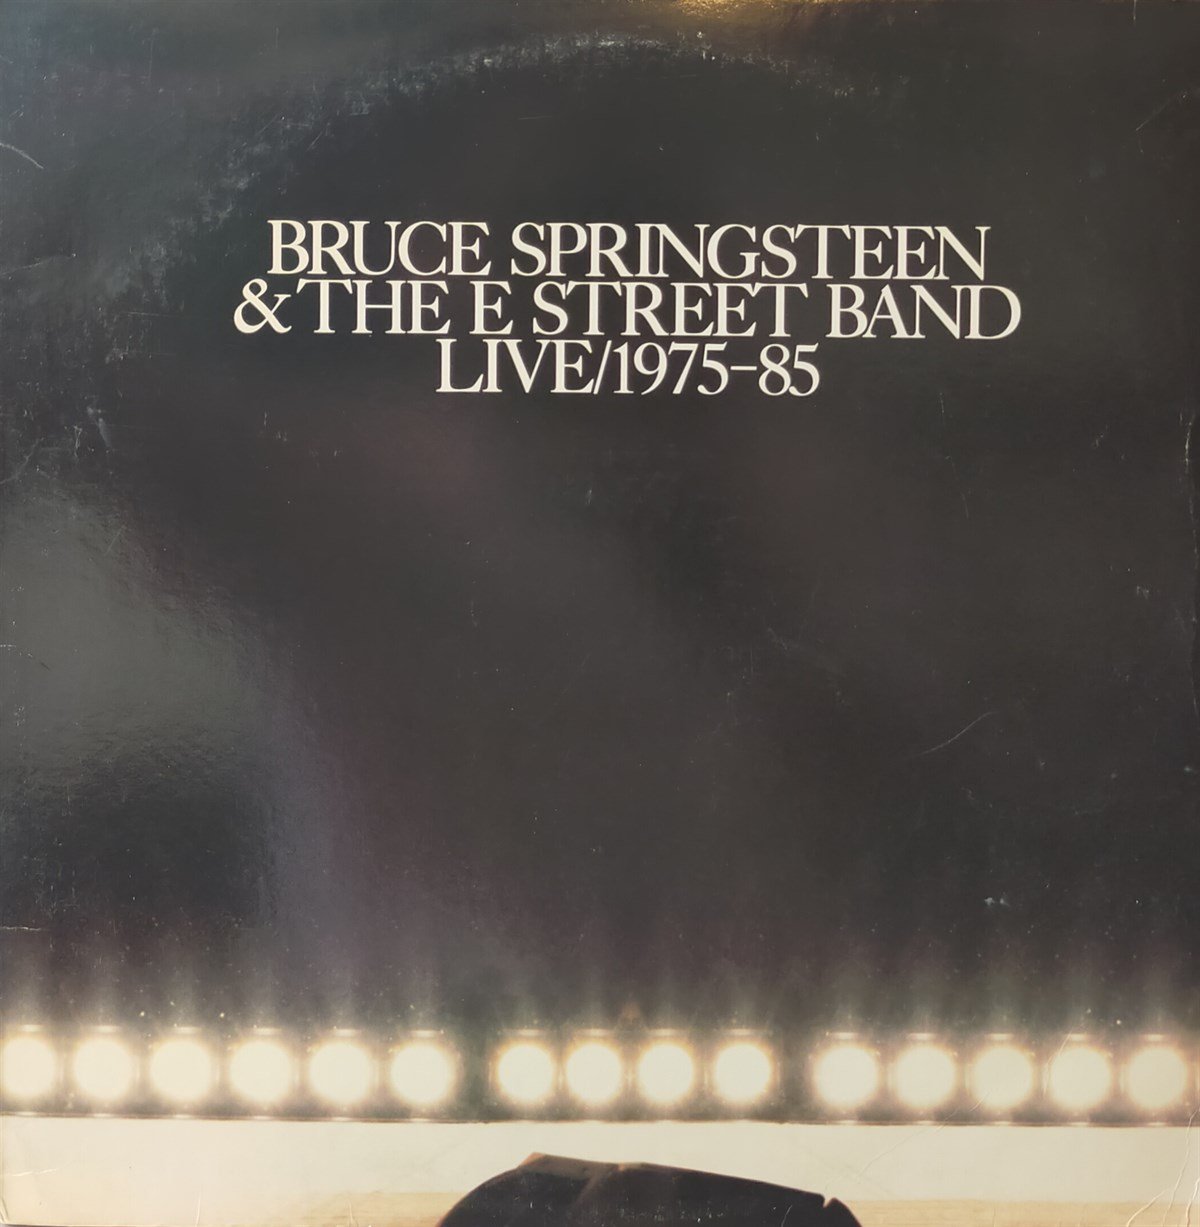 BRUCE SPRINGSTEEN
& THE E STREET BAND
LIVE/1975-85